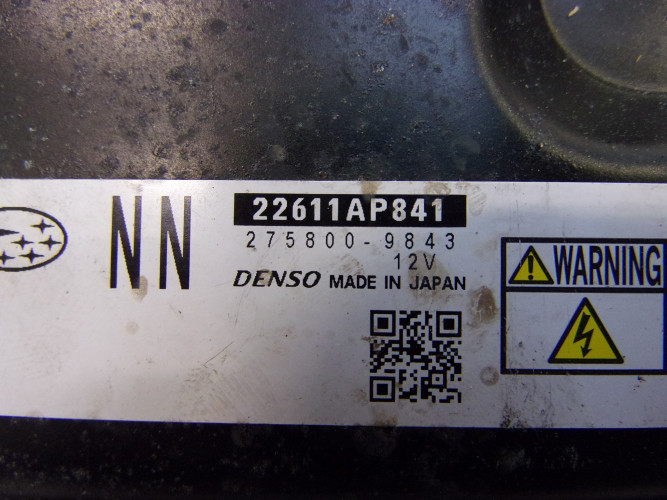 NN
22611AP841
275800-9843
12V
DENSO MADE IN JAPAN
WARNING